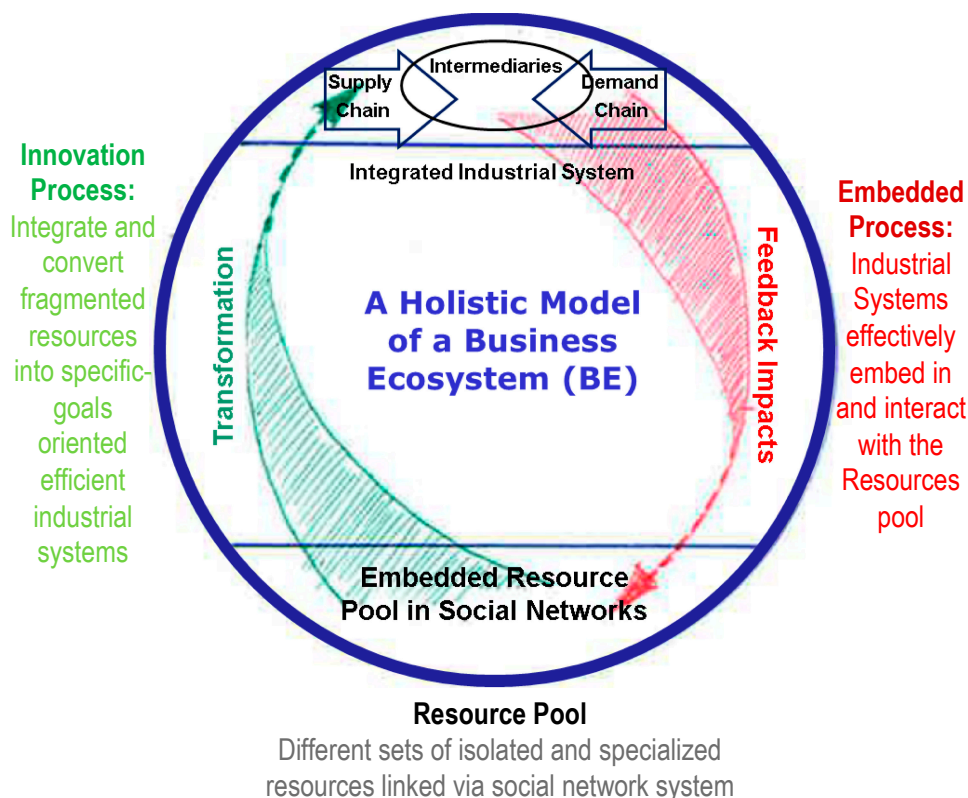 Intermediaries
Supply
Chain
Demand
Chain
Integrated Industrial System
Innovation
Process:
Integrate and
convert
fragmented
resources
into specific-
goals
oriented
efficient
industrial
systems
Transformation
A Holistic Model
of a Business
Ecosystem (BE)
Feedback Impacts
Embedded
Process:
Industrial
Systems
effectively
embed in
and interact
with the
Resources
pool
Embedded Resource
Pool in Social Networks
Resource Pool
Different sets of isolated and specialized
resources linked via social network system